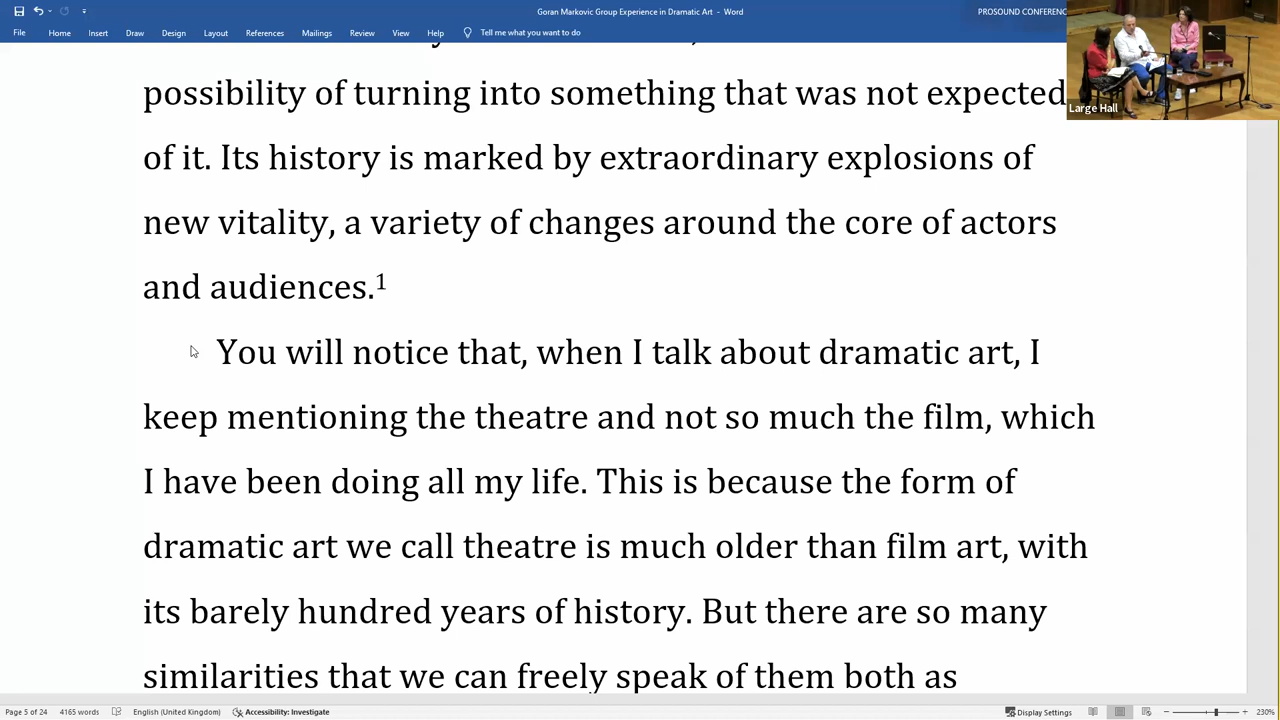 Goran Markovic Group Experience in Dramatic Art - Word
PROSOUND CONFERENC
File Home Insert Draw Design Layout References Mailings Review View Help Tell me what you want to do
Large Hall
possibility of turning into something that was not expected
of it. Its history is marked by extraordinary explosions of
new vitality, a variety of changes around the core of actors
and audiences.1
You will notice that, when I talk about dramatic art, I
keep mentioning the theatre and not so much the film, which
I have been doing all my life. This is because the form of
dramatic art we call theatre is much older than film art, with
its barely hundred years of history. But there are so many
similarities that we can freely speak of them both as
Page 5 of 24 4165 words English (United Kingdom) Accessibility: Investigate Display Settings 230%